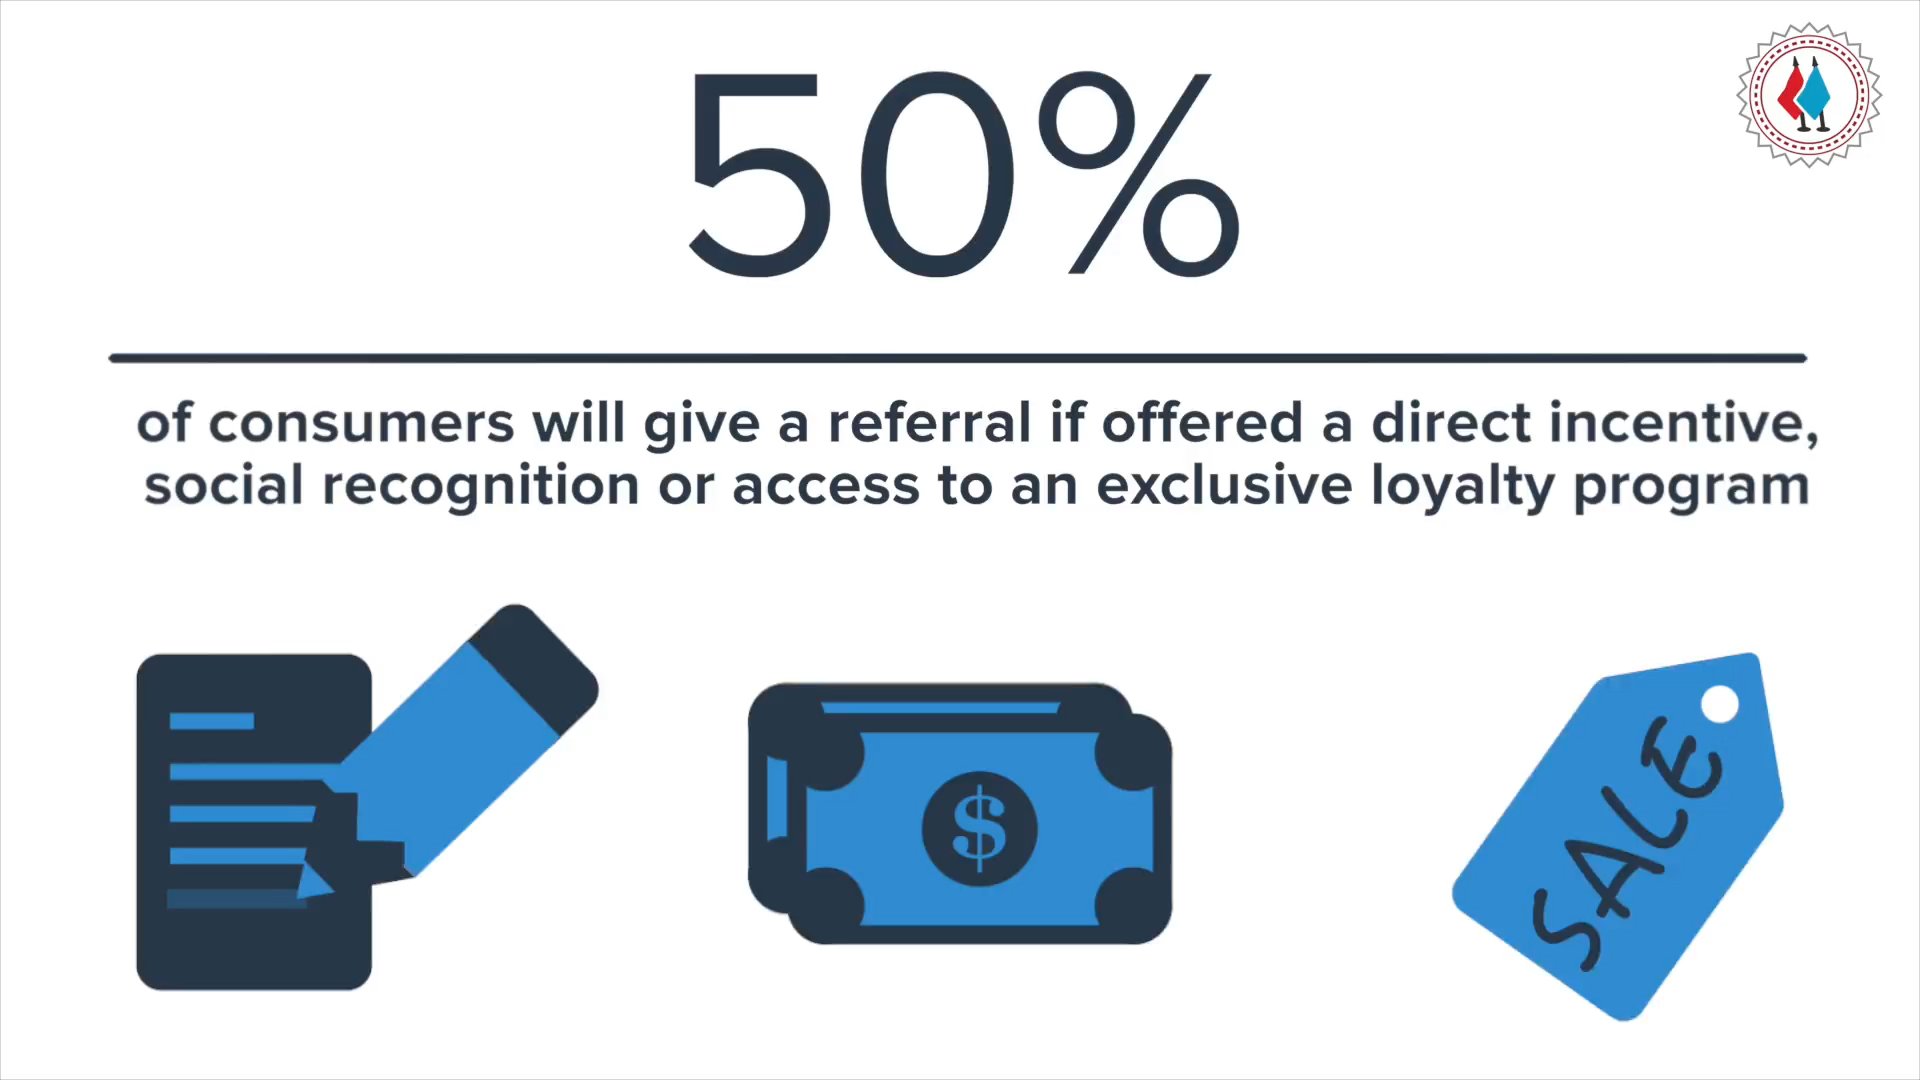 50%
of consumers will give a referral if offered a direct incentive,
social recognition or access to an exclusive loyalty program
$
SALE